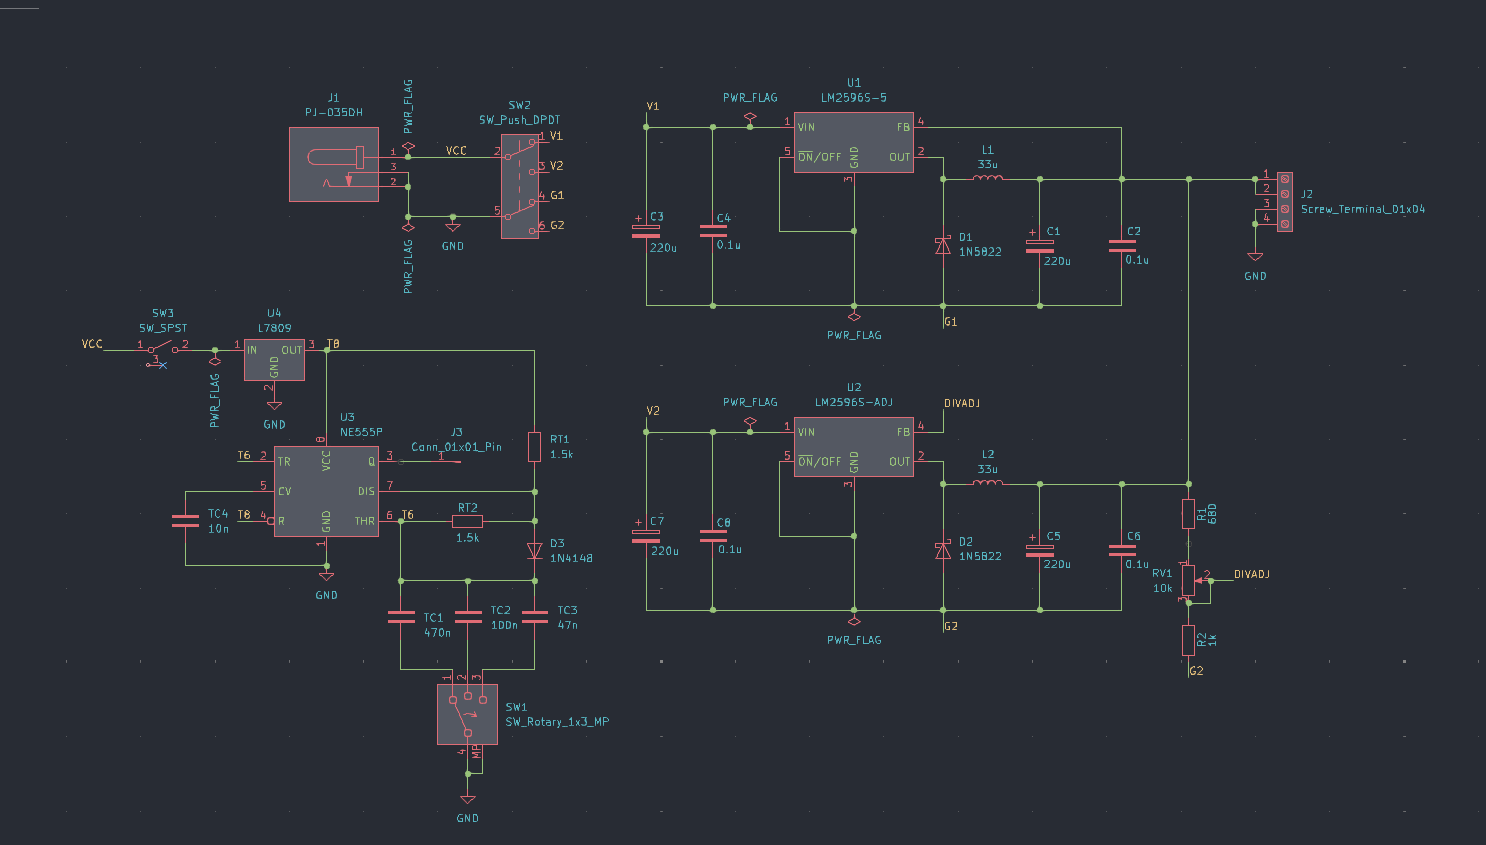 J1
PJ-035DH
PWR_FLAG
1
3
2
VCC
PWR_FLAG
GND
SW2
SW_Push_DPDT
2
5
1
V1
3
V2
4
G1
6
G2
V1
PWR_FLAG
U1
LM2596S-5
1
VIN
FB
4
5
ON/OFF
GND
OUT
2
3
L1
33u
C3
220u
C4
0.1u
D1
1N5822
C1
220u
C2
0.1u
PWR_FLAG
G1
1
2
3
4
J2
Screw_Terminal_01x04
GND
SW3
SW_SPST
VCC
1
2
3
PWR_FLAG
U4
L7809
1
IN
OUT
3
GND
2
GND
T8
U3
NE555P
8
VCC
T6
2
TR
Q
3
J3
Conn_01x01_Pin
1
5
CV
DIS
7
T8
4
R
GND
THR
6
T6
1
GND
TC4
10n
RT1
1.5k
RT2
1.5k
D3
1N4148
TC1
470n
TC2
100n
TC3
47n
1
2
3
SW1
SW_Rotary_1x3_MP
4
MP
GND
V2
PWR_FLAG
U2
LM2596S-ADJ
DIVADJ
1
VIN
FB
4
5
ON/OFF
GND
OUT
2
3
L2
33u
C7
220u
C8
0.1u
D2
1N5822
C5
220u
C6
0.1u
PWR_FLAG
G2
R1
680
RV1
10k
1
2
3
DIVADJ
R2
1k
G2